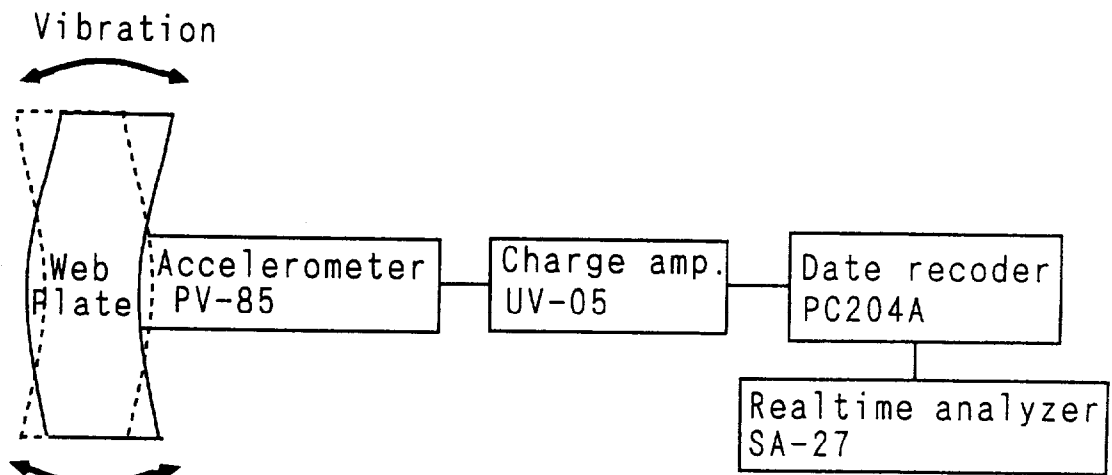 Vibration
Web
Plate
Accelerometer
PV-85
Charge amp.
UV-05
Date recoder
PC204A
Realtime analyzer
SA-27